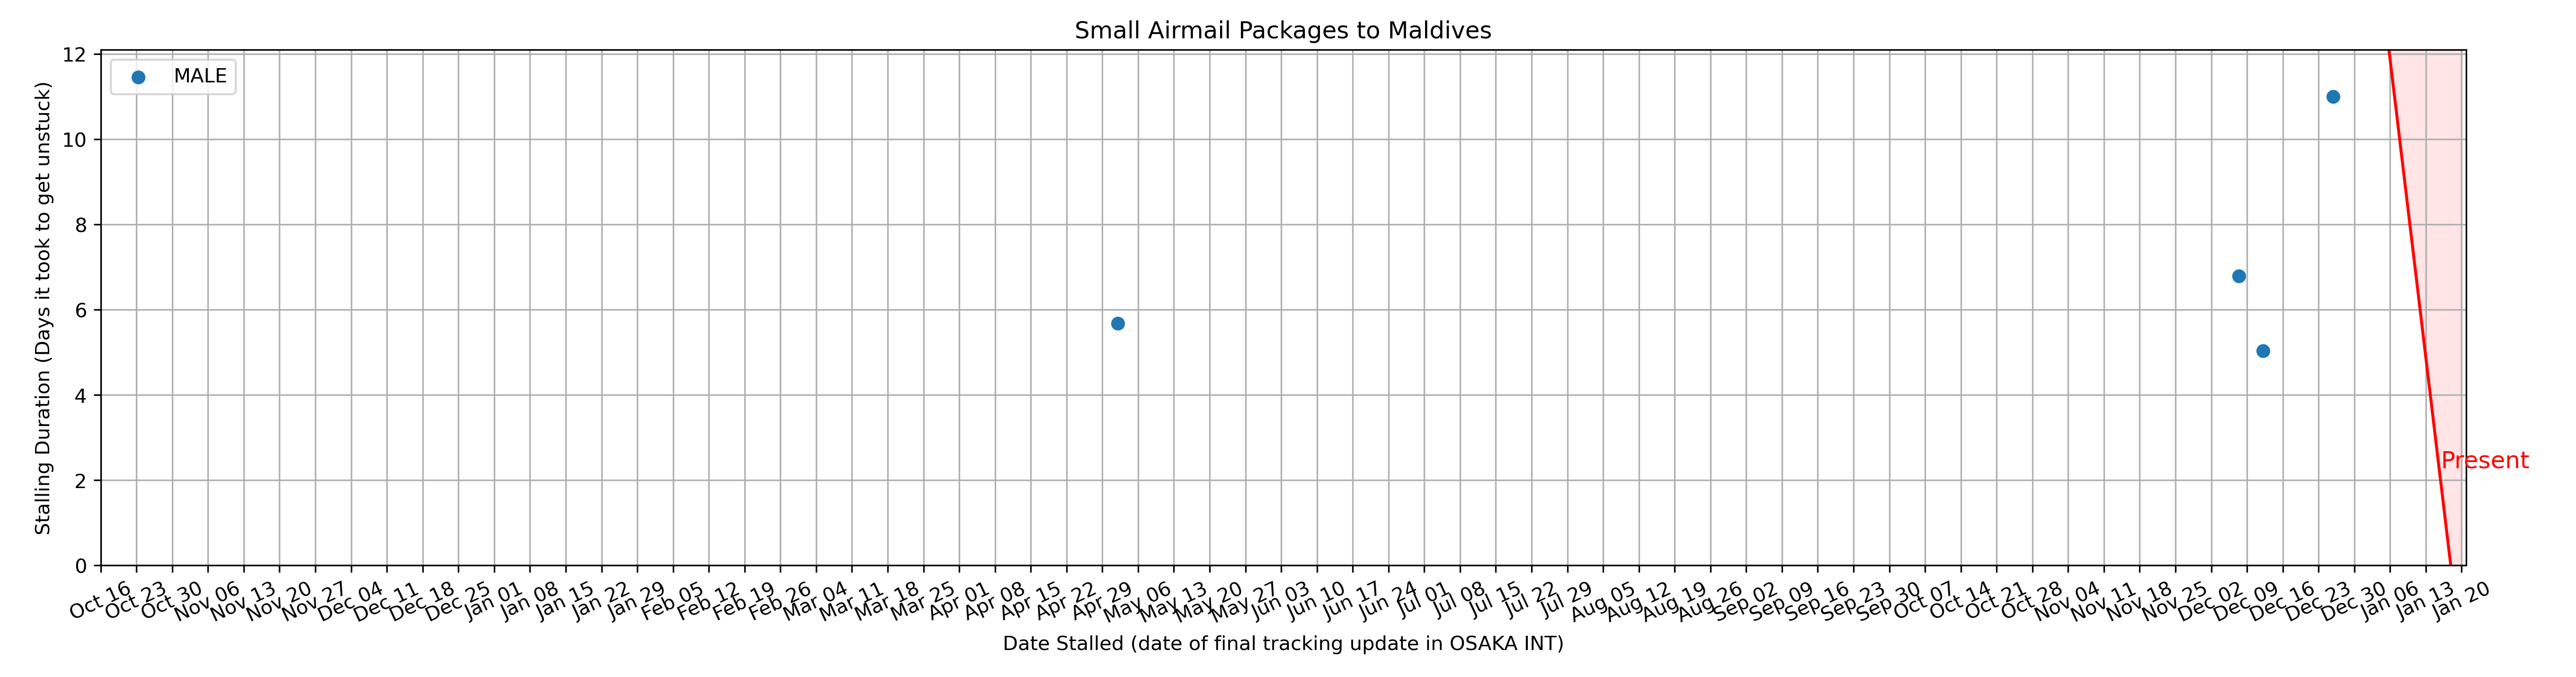 Small Airmail Packages to Maldives
MALE
Stalling Duration (Days it took to get unstuck)
12
10
8
6
4
2
0
Present
Oct 16 Oct 23 Oct 30 Nov 06 Nov 13 Nov 20 Nov 27 Dec 04 Dec 11 Dec 18 Dec 25 Jan 01 Jan 08 Jan 15 Jan 22 Jan 29 Feb 05 Feb 12 Feb 19 Feb 26 Mar 04 Mar 11 Mar 18 Mar 25 Apr 01 Apr 08 Apr 15 Apr 22 Apr 29 May 06 May 13 May 20 May 27 Jun 03 Jun 10 Jun 17 Jun 24 Jul 01 Jul 08 Jul 15 Jul 22 Jul 29 Aug 05 Aug 12 Aug 19 Aug 26 Sep 02 Sep 09 Sep 16 Sep 23 Sep 30 Oct 07 Oct 14 Oct 21 Oct 28 Nov 04 Nov 11 Nov 18 Nov 25 Dec 02 Dec 09 Dec 16 Dec 23 Dec 30 Jan 06 Jan 13 Jan 20
Date Stalled (date of final tracking update in OSAKA INT)